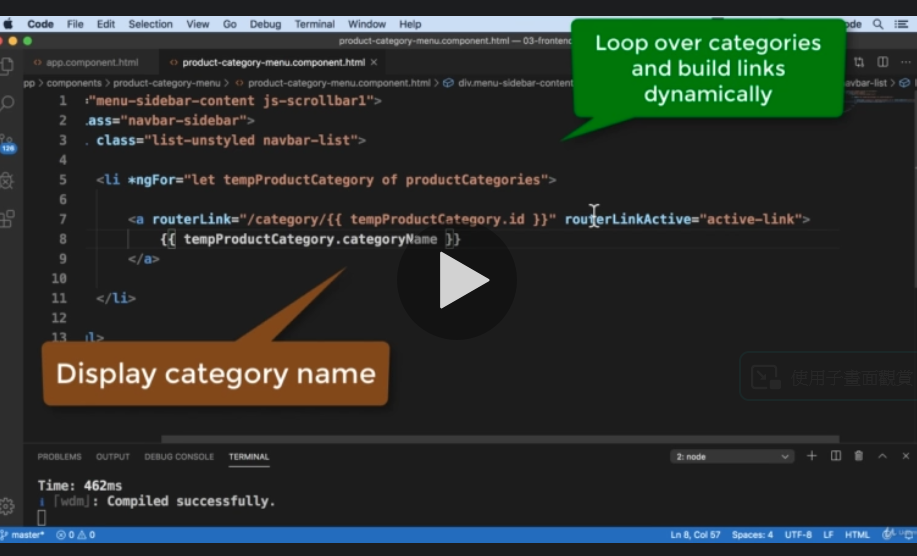 Code File Edit Selection View Go Debug Terminal Window Help
product-category-menu.component.html — 03-frontend
Loop over categories
and build links
dynamically
app.component.html
product-category-menu.component.html
components > product-category-menu > product-category-menu.component.html > div.menu-sidebar-content
1 "menu-sidebar-content js-scrollbar1">
2 ass="navbar-sidebar">
3 class="list-unstyled navbar-list">
4
5 <li *ngFor="let tempProductCategory of productCategories">
6
7 <a routerLink="/category/{{ tempProductCategory.id }}" routerLinkActive="active-link">
8 {{ tempProductCategory.categoryName }}
9 </a>
10
11 </li>
12
13 ul>
Display category name
使用子畫面觀賞
126
PROBLEMS OUTPUT DEBUG CONSOLE TERMINAL
2: node
Time: 462ms
ℹ ｢wdm｣: Compiled successfully.
master* 0 0 Ln 8, Col 57 Spaces: 4 UTF-8 LF HTML